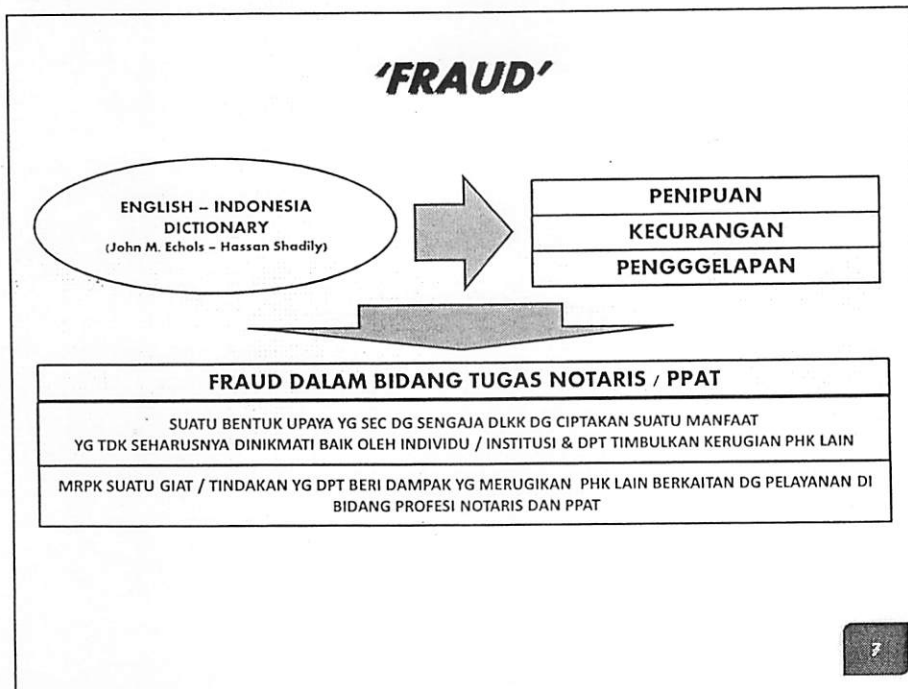 'FRAUD'
ENGLISH – INDONESIA
DICTIONARY
(John M. Echols – Hassan Shadily)
PENIPUAN
KECURANGAN
PENGGGELAPAN
FRAUD DALAM BIDANG TUGAS NOTARIS / PPAT
SUATU BENTUK UPAYA YG SEC DG SENGAJA DLKK DG CIPTAKAN SUATU MANFAAT
YG TDK SEHARUSNYA DINIKMATI BAIK OLEH INDIVIDU / INSTITUSI & DPT TIMBULKAN KERUGIAN PHK LAIN
MRPK SUATU GIAT / TINDAKAN YG DPT BERI DAMPAK YG MERUGIKAN PHK LAIN BERKAITAN DG PELAYANAN DI
BIDANG PROFESI NOTARIS DAN PPAT
7